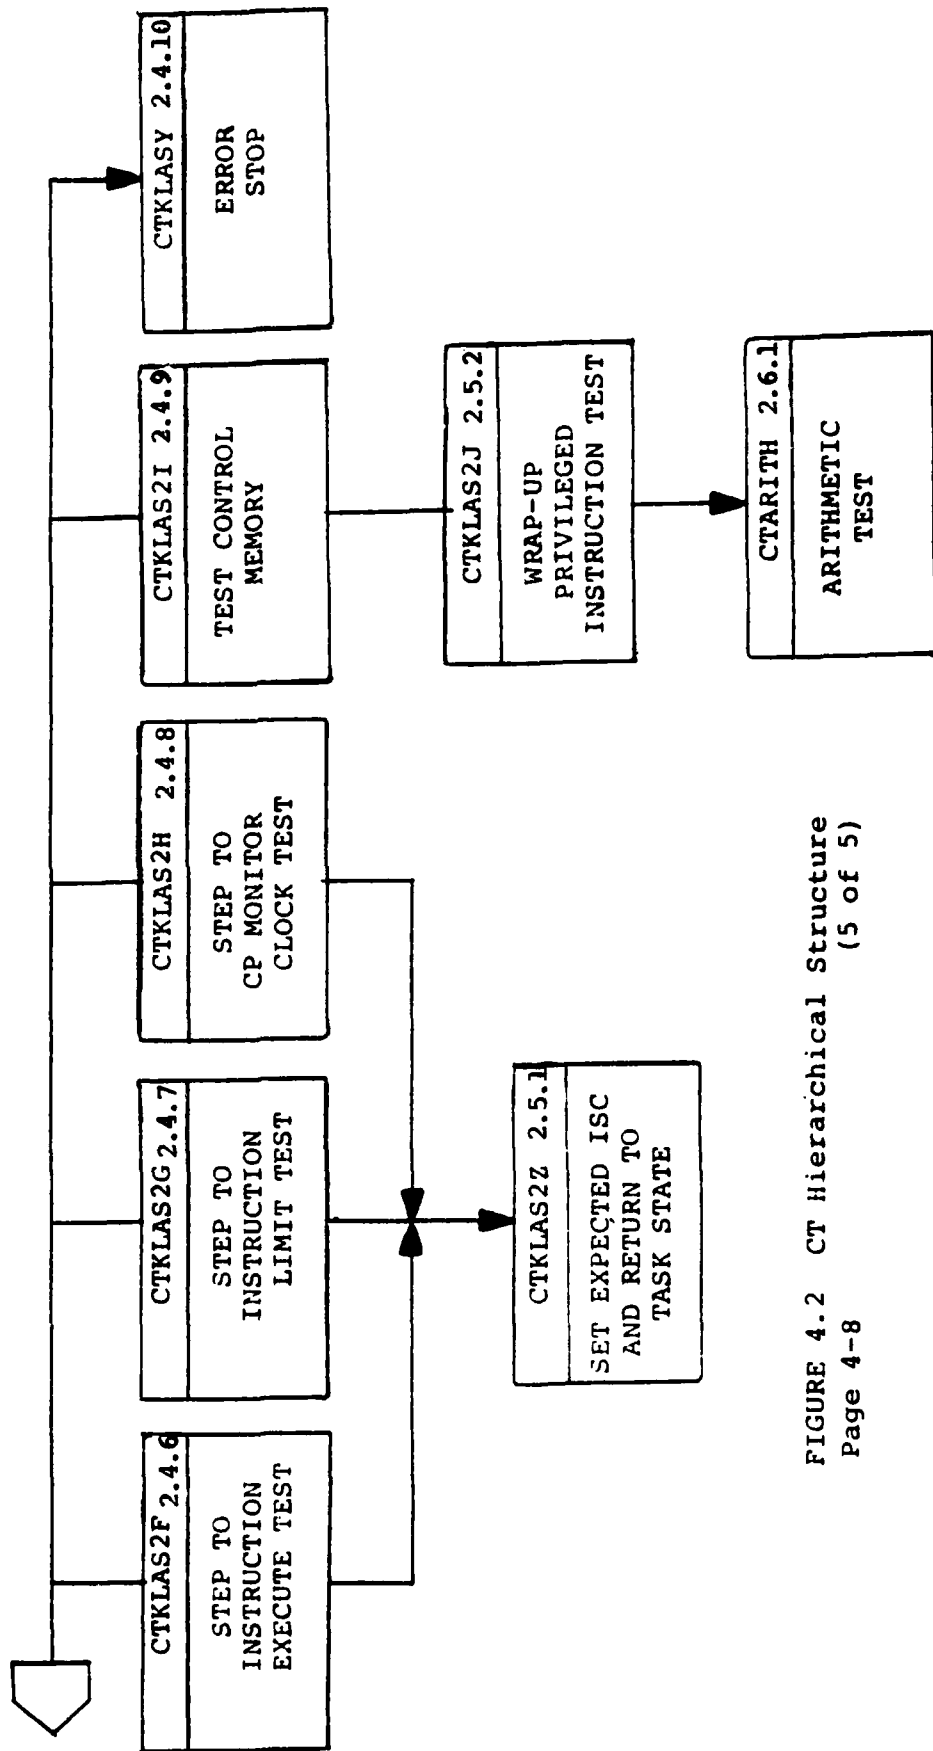 CTKLAS2F 2.4.6
STEP TO
INSTRUCTION
EXECUTE TEST
CTKLAS2G 2.4.7
STEP TO
INSTRUCTION
LIMIT TEST
CTKLAS2H 2.4.8
STEP TO
CP MONITOR
CLOCK TEST
CTKLAS2I 2.4.9
TEST CONTROL
MEMORY
CTKLASY 2.4.10
ERROR
STOP
CTKLAS2Z 2.5.1
SET EXPECTED ISC
AND RETURN TO
TASK STATE
CTKLAS2J 2.5.2
WRAP-UP
PRIVILEGED
INSTRUCTION TEST
CTARITH 2.6.1
ARITHMETIC
TEST
FIGURE 4.2 CT Hierarchical Structure
Page 4-8 (5 of 5)